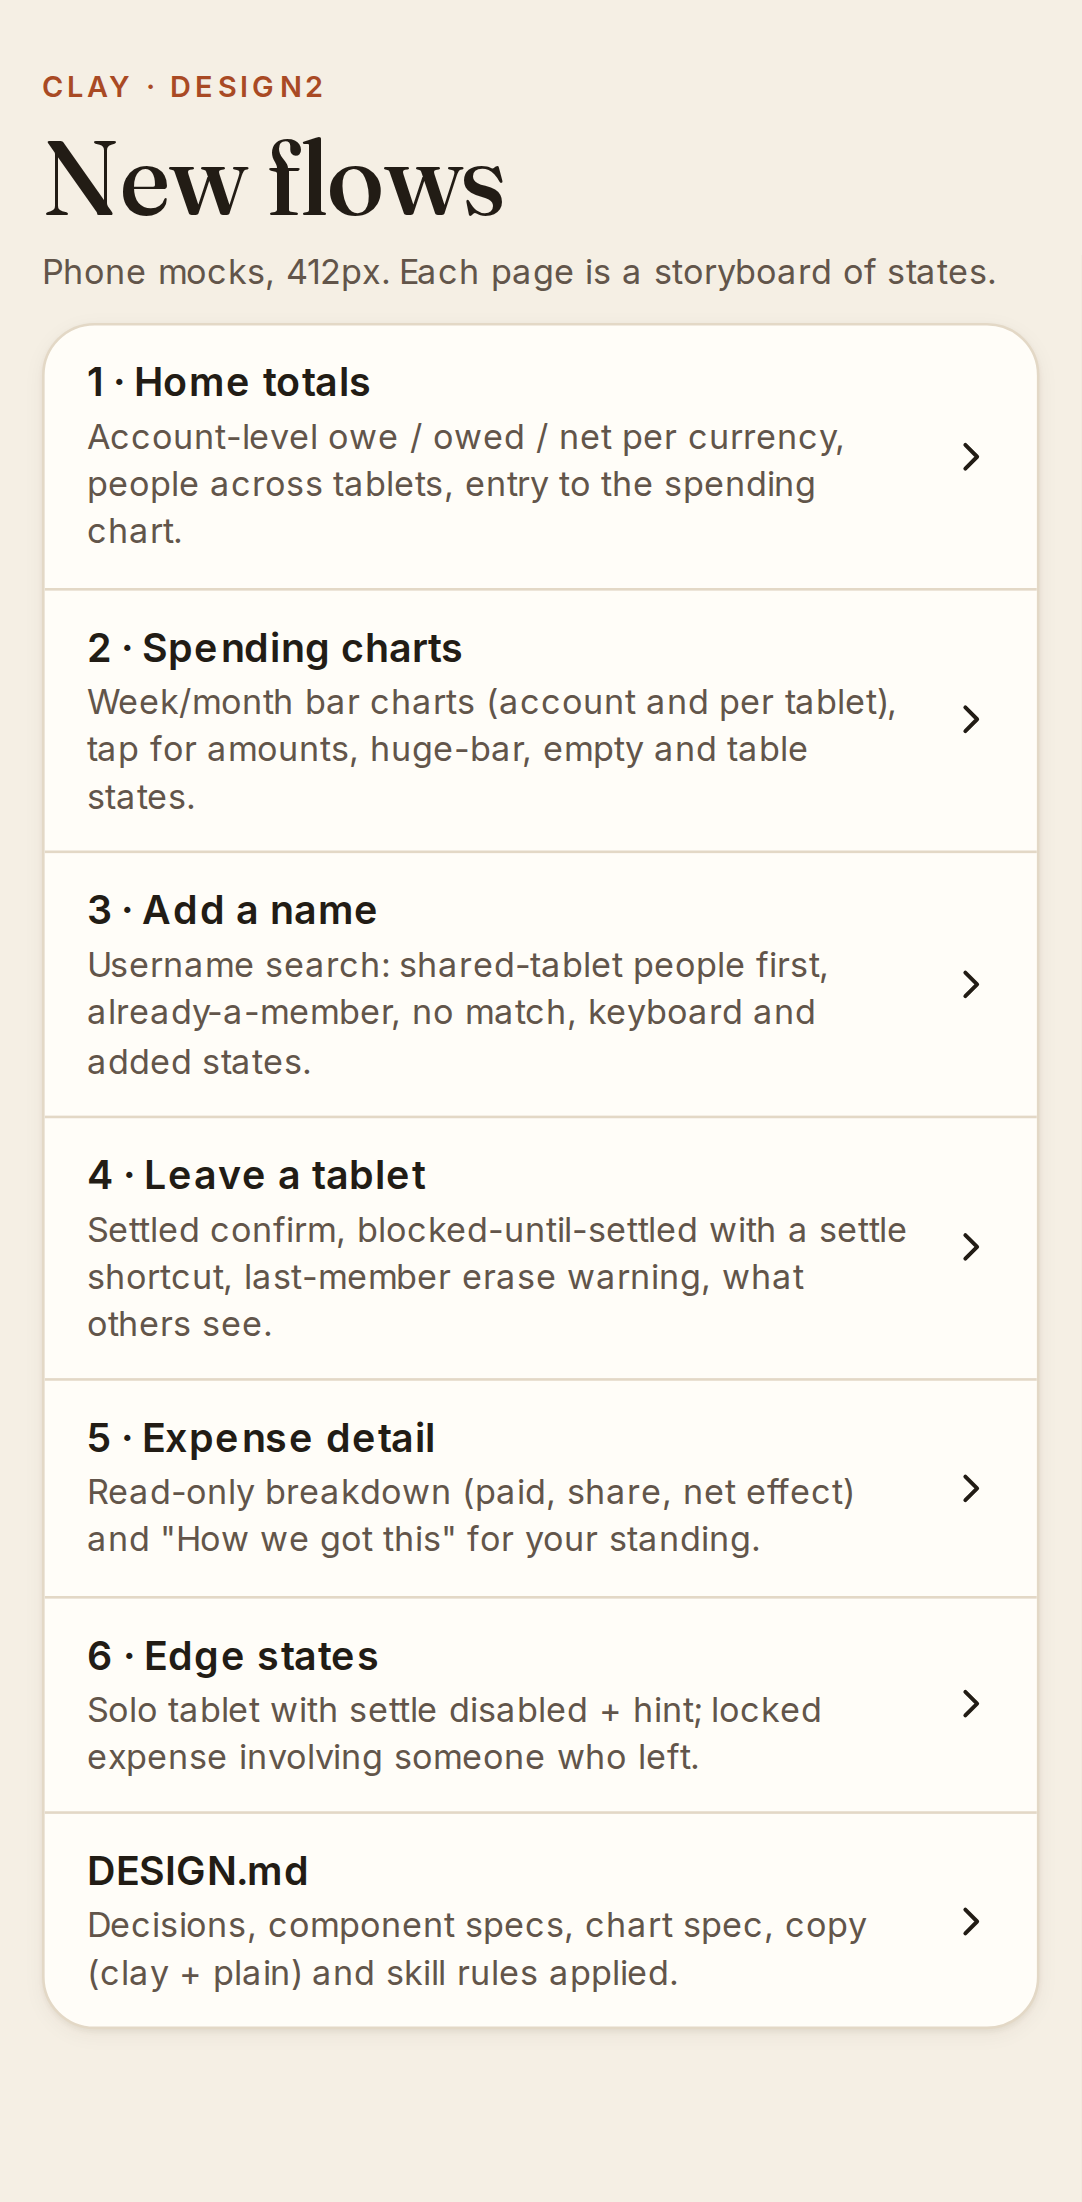 CLAY · DESIGN2
New flows
Phone mocks, 412px. Each page is a storyboard of states.
1 · Home totals
Account-level owe / owed / net per currency,
people across tablets, entry to the spending
chart.
2 · Spending charts
Week/month bar charts (account and per tablet),
tap for amounts, huge-bar, empty and table
states.
3 · Add a name
Username search: shared-tablet people first,
already-a-member, no match, keyboard and
added states.
4 · Leave a tablet
Settled confirm, blocked-until-settled with a settle
shortcut, last-member erase warning, what
others see.
5 · Expense detail
Read-only breakdown (paid, share, net effect)
and "How we got this" for your standing.
6 · Edge states
Solo tablet with settle disabled + hint; locked
expense involving someone who left.
DESIGN.md
Decisions, component specs, chart spec, copy
(clay + plain) and skill rules applied.